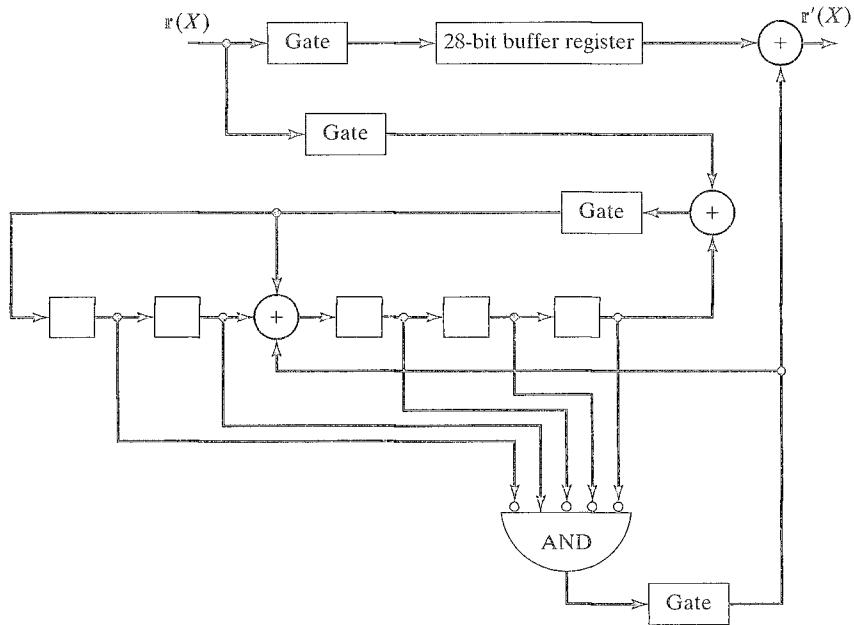 𝕣(X)
Gate
28-bit buffer register
+
𝕣′(X)
Gate
Gate
+
+
AND
Gate